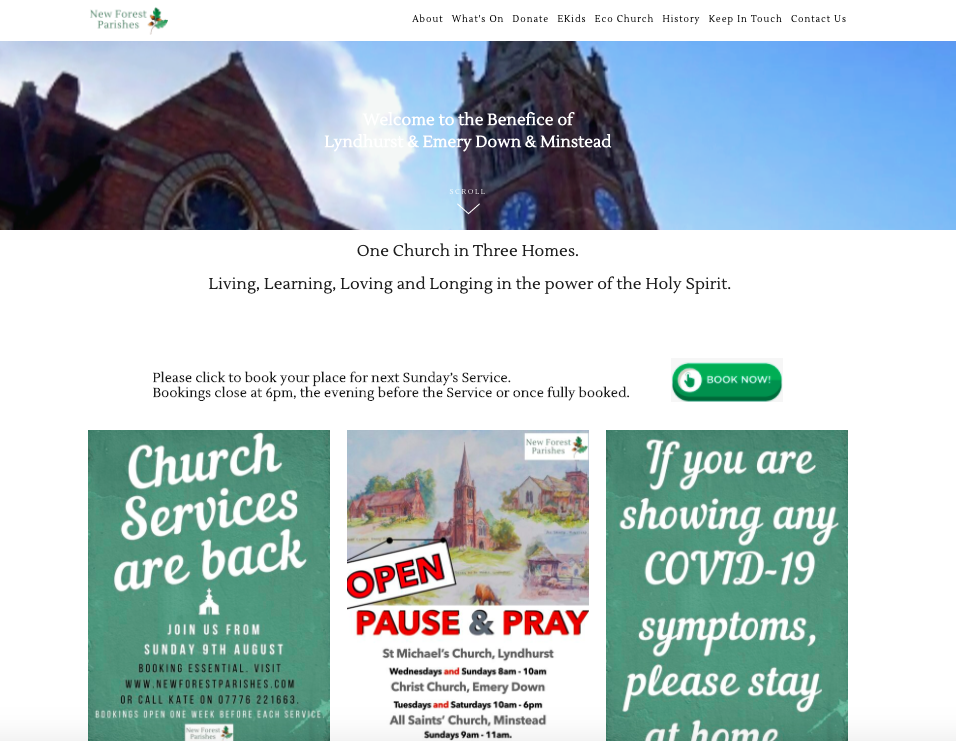 New Forest
Parishes
About What's On Donate EKids Eco Church History Keep In Touch Contact Us
Welcome to the Benefice of
Lyndhurst & Emery Down & Minstead
SCROLL
One Church in Three Homes.
Living, Learning, Loving and Longing in the power of the Holy Spirit.
Please click to book your place for next Sunday's Service.
Bookings close at 6pm, the evening before the Service or once fully booked.
BOOK NOW!
Church
Services
are back
JOIN US FROM
SUNDAY 9TH AUGUST
BOOKING ESSENTIAL. VISIT
WWW.NEWFORESTPARISHES.COM
OR CALL KATE ON 07776 221663.
BOOKINGS OPEN ONE WEEK BEFORE EACH SERVICE
New Forest
Parishes
New Forest
Parishes
OPEN
PAUSE & PRAY
St Michael's Church, Lyndhurst
Wednesdays and Sundays 8am - 10am
Christ Church, Emery Down
Tuesdays and Saturdays 10am - 6pm
All Saints' Church, Minstead
Sundays 9am - 11am.
If you are
showing any
COVID-19
symptoms,
please stay
at home